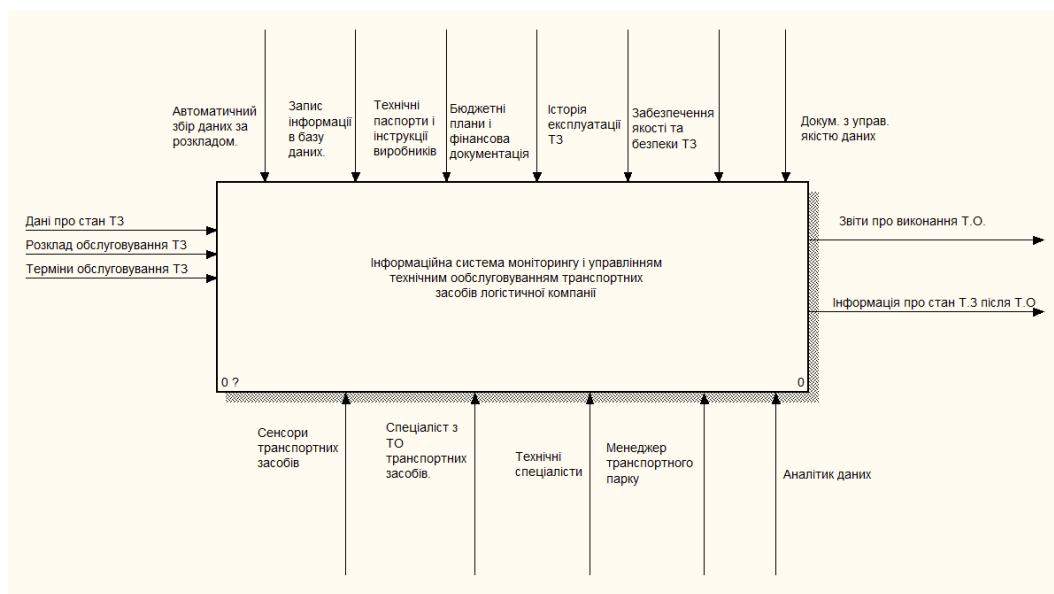 Автоматичний
збір даних за
розкладом.
Запис
інформації
в базу
даних.
Технічні
паспорти і
інструкції
виробників
Бюджетні
плани і
фінансова
документація
Історія
експлуатації
ТЗ
Забезпечення
якості та
безпеки ТЗ
Докум. з управ.
якістю даних
Дані про стан ТЗ
Розклад обслуговування ТЗ
Терміни обслуговування ТЗ
Інформаційна система моніторингу і управлінням
технічним ообслуговуванням транспортних
засобів логістичної компанії
0 ?
0
Звіти про виконання Т.О.
Інформація про стан Т.З після Т.О
Сенсори
транспортних
засобів
Спеціаліст з
ТО
транспортних
засобів.
Технічні
спеціалісти
Менеджер
транспортного
парку
Аналітик даних